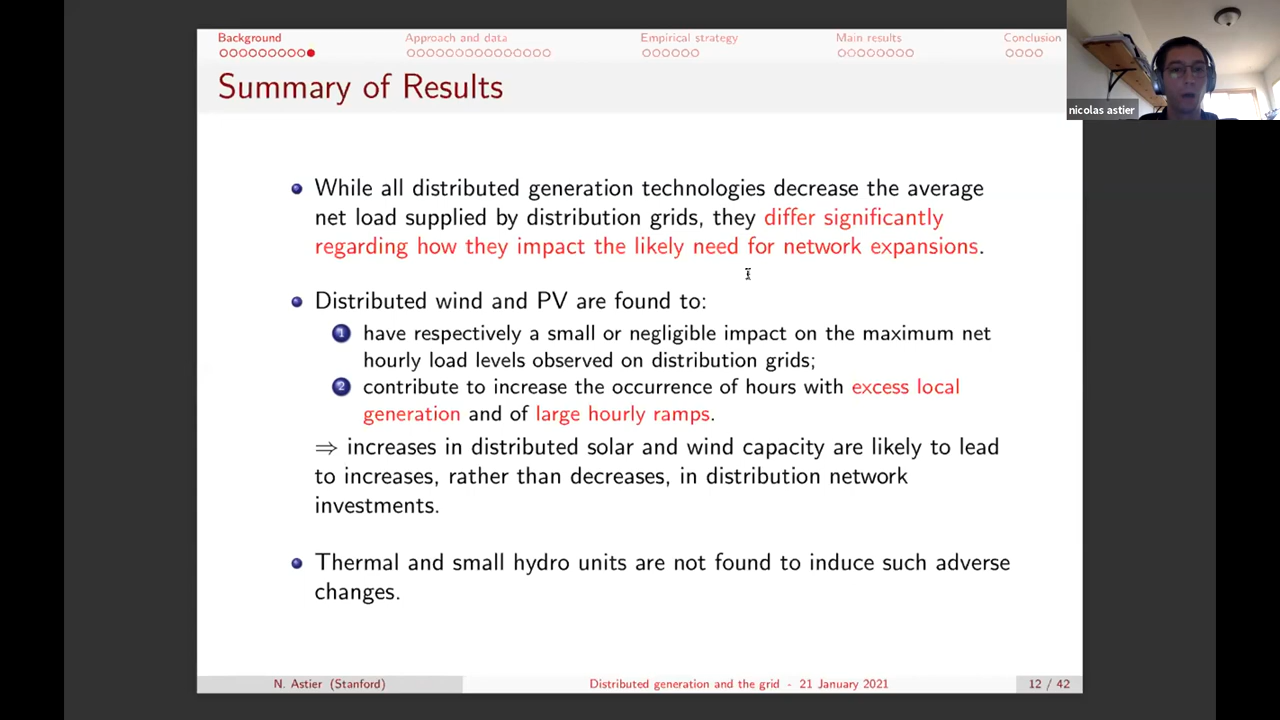 Background
Approach and data
Empirical strategy
Main results
Conclusion
Summary of Results
nicolas astier
While all distributed generation technologies decrease the average
net load supplied by distribution grids, they differ significantly
regarding how they impact the likely need for network expansions.
Distributed wind and PV are found to:
1 have respectively a small or negligible impact on the maximum net
hourly load levels observed on distribution grids;
2 contribute to increase the occurrence of hours with excess local
generation and of large hourly ramps.
⇒ increases in distributed solar and wind capacity are likely to lead
to increases, rather than decreases, in distribution network
investments.
Thermal and small hydro units are not found to induce such adverse
changes.
N. Astier (Stanford)
Distributed generation and the grid - 21 January 2021
12 / 42